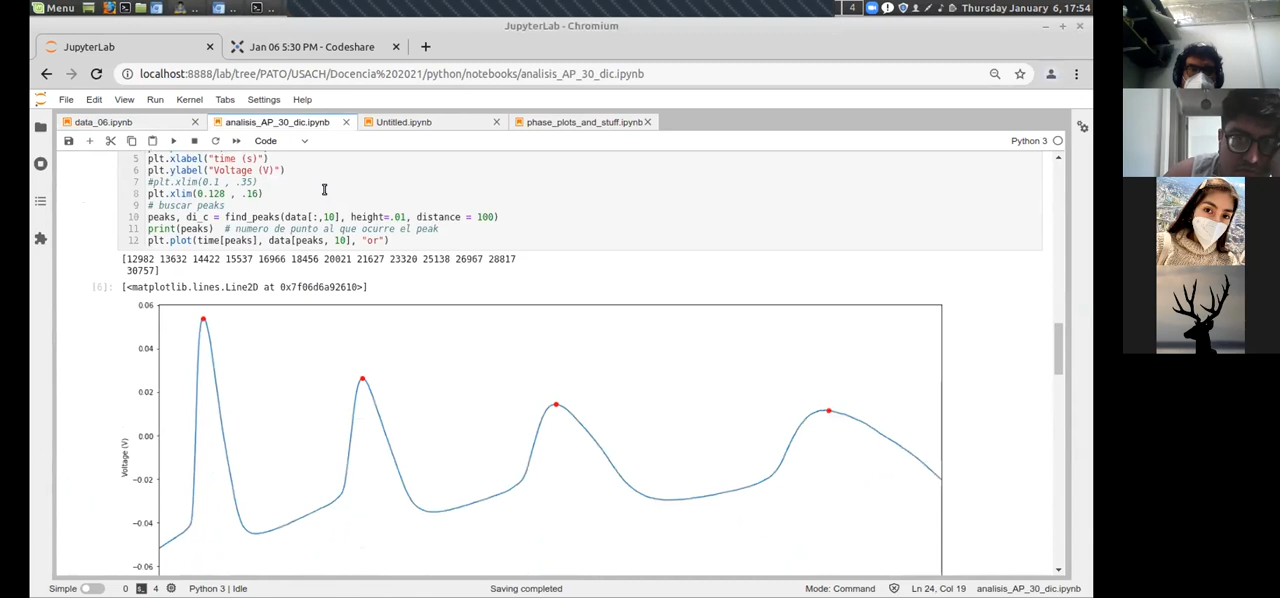 Menu
4
Thursday January 6, 17:54
JupyterLab - Chromium
JupyterLab
Jan 06 5:30 PM - Codeshare
localhost:8888/lab/tree/PATO/USACH/Docencia%202021/python/notebooks/analisis_AP_30_dic.ipynb
File Edit View Run Kernel Tabs Settings Help
data_06.ipynb
analisis_AP_30_dic.ipynb
Untitled.ipynb
phase_plots_and_stuff.ipynb
Code
Python 3
5 plt.xlabel("time (s)")
6 plt.ylabel("Voltage (V)")
7 #plt.xlim(0.1 , .35)
8 plt.xlim(0.128 , .16)
9 # buscar peaks
10 peaks, di_c = find_peaks(data[:,10], height=.01, distance = 100)
11 print(peaks)  # numero de punto al que ocurre el peak
12 plt.plot(time[peaks], data[peaks, 10], "or")
[12982 13632 14422 15537 16966 18456 20021 21627 23320 25138 26967 28817
30757]
[6]: [<matplotlib.lines.Line2D at 0x7f06d6a92610>]
0.06
0.04
0.02
0.00
−0.02
−0.04
−0.06
Voltage (V)
Simple 0 4 Python 3 | Idle Saving completed Mode: Command Ln 24, Col 19 analisis_AP_30_dic.ipynb